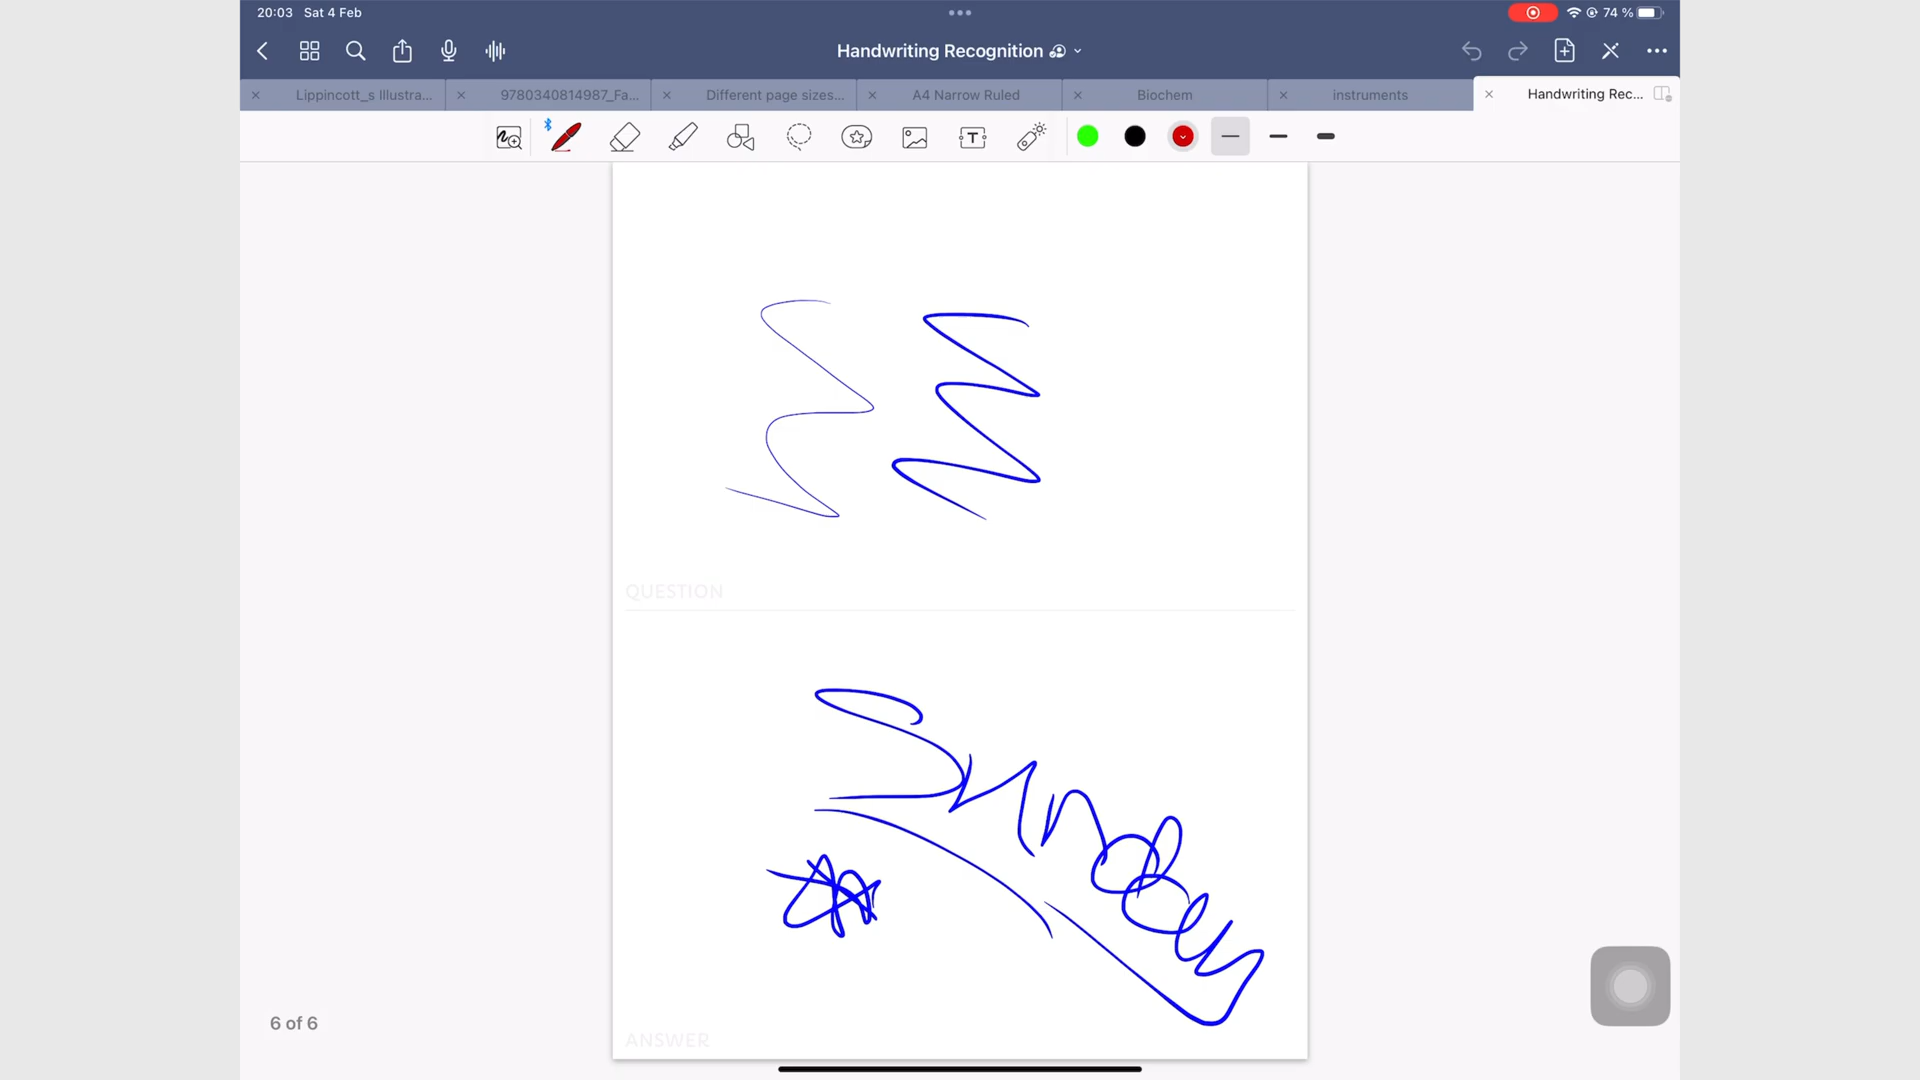 20:03 Sat 4 Feb 74 %
Handwriting Recognition
Lippincott_s Illustra... 9780340814987_Fa... Different page sizes... A4 Narrow Ruled Biochem instruments Handwriting Rec...
T
QUESTION
Sunday
6 of 6
ANSWER